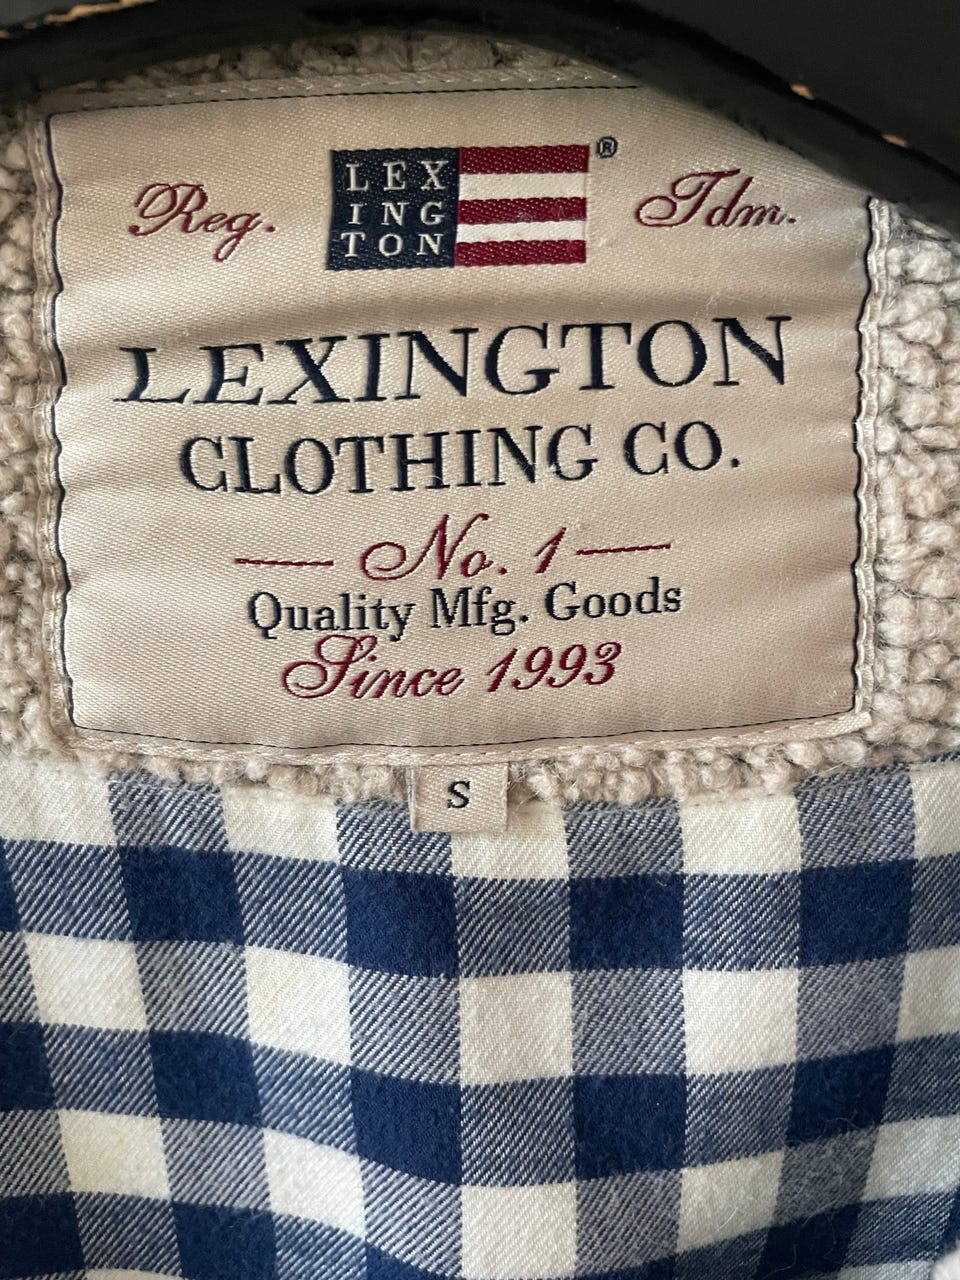 Reg.
LEX
ING
TON
®
Tdm.
LEXINGTON
CLOTHING CO.
No. 1
Quality Mfg. Goods
Since 1993
S